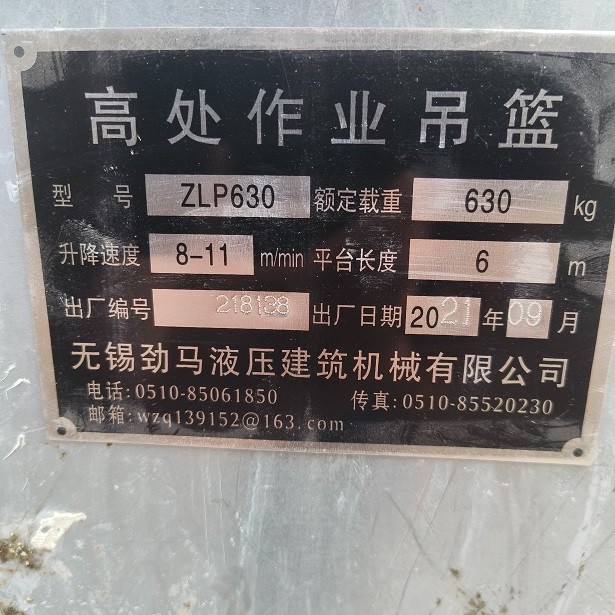 高处作业吊篮
型号 ZLP630 额定载重 630 kg
升降速度 8-11 m/min 平台长度 6 m
出厂编号 218138 出厂日期 2021年09月
无锡劲马液压建筑机械有限公司
电话:0510-85061850 传真:0510-85520230
邮箱:wzq139152@163.com